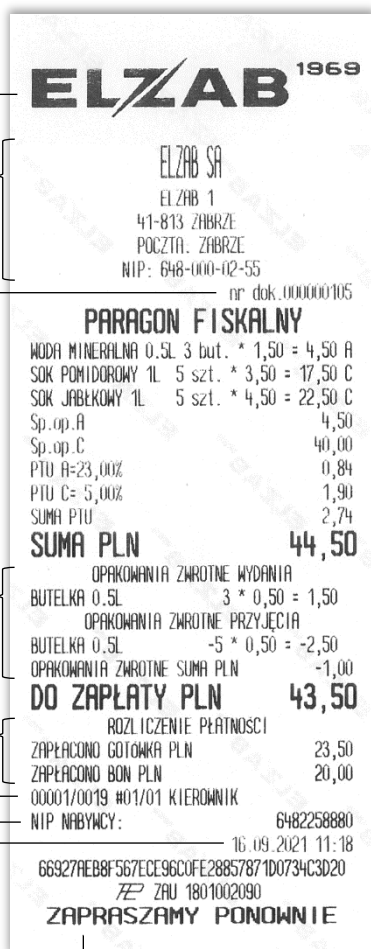 ELZAB 1969
ELZAB SA
ELZAB 1
41-813 ZABRZE
POCZTA: ZABRZE
NIP: 648-000-02-55
nr dok.000000105
PARAGON FISKALNY
WODA MINERALNA 0.5L 3 but. * 1,50 = 4,50 A
SOK POMIDOROWY 1L 5 szt. * 3,50 = 17,50 C
SOK JABŁKOWY 1L 5 szt. * 4,50 = 22,50 C
Sp.op.A 4,50
Sp.op.C 40,00
PTU A=23,00% 0,84
PTU C= 5,00% 1,90
SUMA PTU 2,74
SUMA PLN 44,50
OPAKOWANIA ZWROTNE WYDANIA
BUTELKA 0.5L 3 * 0,50 = 1,50
OPAKOWANIA ZWROTNE PRZYJĘCIA
BUTELKA 0.5L -5 * 0,50 = -2,50
OPAKOWANIA ZWROTNE SUMA PLN -1,00
DO ZAPŁATY PLN 43,50
ROZLICZENIE PŁATNOŚCI
ZAPŁACONO GOTÓWKA PLN 23,50
ZAPŁACONO BON PLN 20,00
00001/0019 #01/01 KIEROWNIK
NIP NABYWCY: 6482258880
16.09.2021 11:18
66927AEB8F567ECE96C0FE28857871D0734C3D20
ZAU 1801002090
ZAPRASZAMY PONOWNIE